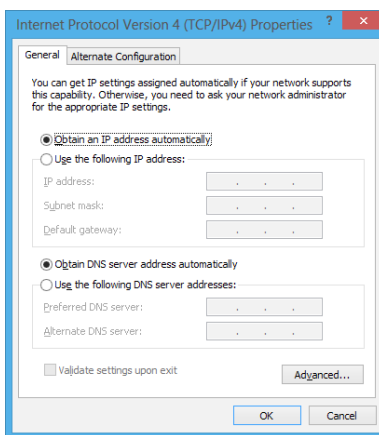 Internet Protocol Version 4 (TCP/IPv4) Properties ? ×
General Alternate Configuration
You can get IP settings assigned automatically if your network supports
this capability. Otherwise, you need to ask your network administrator
for the appropriate IP settings.
Obtain an IP address automatically
Use the following IP address:
IP address: . . .
Subnet mask: . . .
Default gateway: . . .
Obtain DNS server address automatically
Use the following DNS server addresses:
Preferred DNS server: . . .
Alternate DNS server: . . .
Validate settings upon exit
Advanced...
OK Cancel